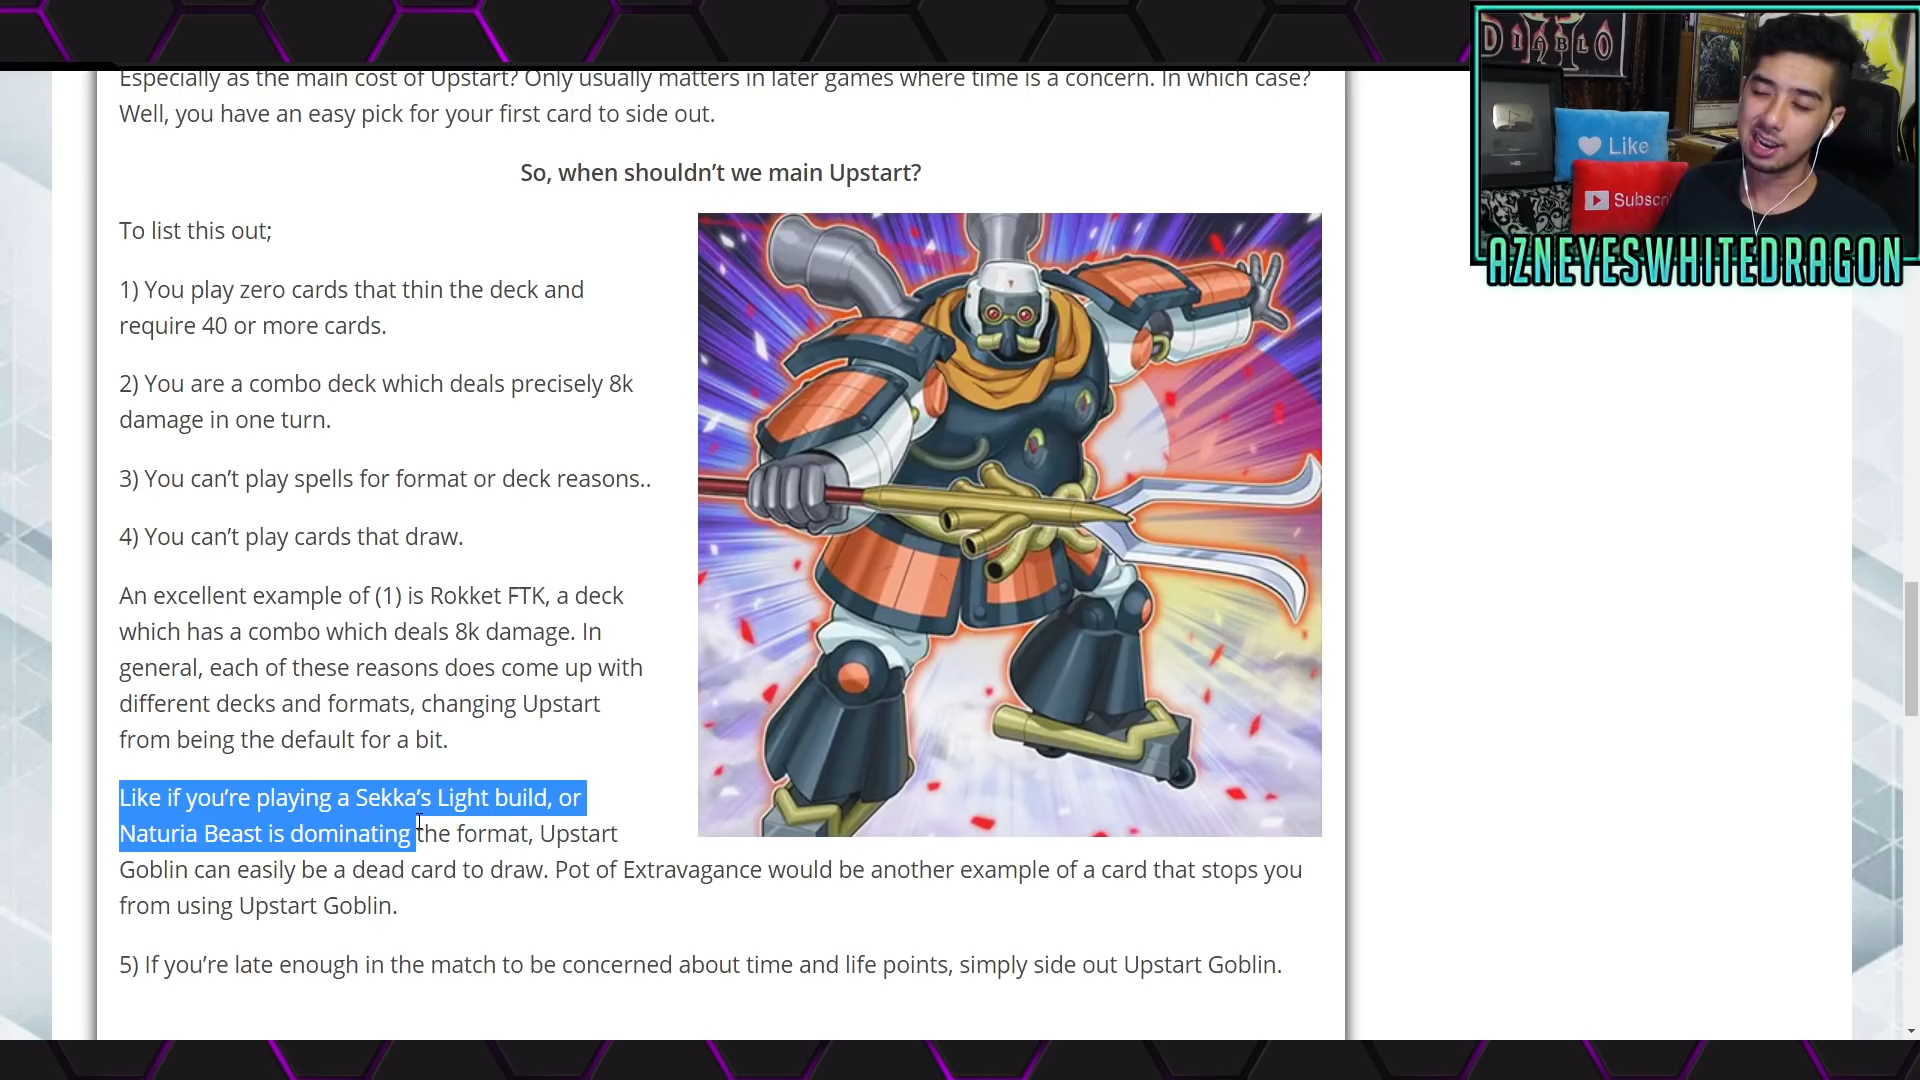 Especially as the main cost of Upstart? Only usually matters in later games where time is a concern. In which case?
Well, you have an easy pick for your first card to side out.
So, when shouldn't we main Upstart?
To list this out;
1) You play zero cards that thin the deck and
require 40 or more cards.
2) You are a combo deck which deals precisely 8k
damage in one turn.
3) You can't play spells for format or deck reasons..
4) You can't play cards that draw.
An excellent example of (1) is Rokket FTK, a deck
which has a combo which deals 8k damage. In
general, each of these reasons does come up with
different decks and formats, changing Upstart
from being the default for a bit.
Like if you're playing a Sekka's Light build, or
Naturia Beast is dominating the format, Upstart
Goblin can easily be a dead card to draw. Pot of Extravagance would be another example of a card that stops you
from using Upstart Goblin.
5) If you're late enough in the match to be concerned about time and life points, simply side out Upstart Goblin.
DIABLO
Like
Subscri
AZNEYESWHITEDRAGON